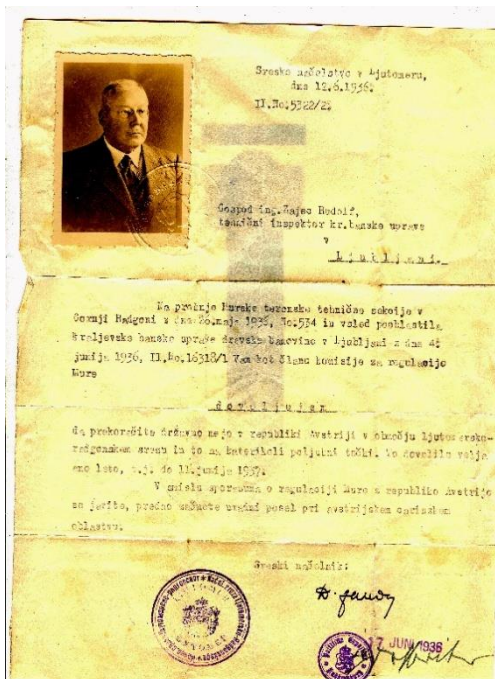 Sresko načelstvo v Ljutomeru,
dne 12.6.1936.
II.No:5322/2.
Gospod ing. Zajec Rudolf,
tehnični inspektor kr. banske uprave
v
Ljubljani.
Na prošnjo Murske terenske tehnične sekcije v
Gornji Radgoni z dne 26.maja 1936, No:534 in vsled pooblastila
kraljevske banske uprave dravske banovine v Ljubljani z dne 4.
junija 1936, II.No.16318/1 Vam kot članu komisije za regulacijo
Mure
dovoljujem
da prekoračite državno mejo v republiki Avstriji v območju ljutomersko-
radgonskem srezu in to na katerikoli poljubni točki. to dovolilo velja
eno leto, t.j. do 11.junija 1937.
V smislu sporazuma o regulaciji Mure z republiko Avstrijo
se javite, predno začnete uradni posel pri avstrijskem
oblastvu.
Sreski načelnik:
17 JUNI 1936